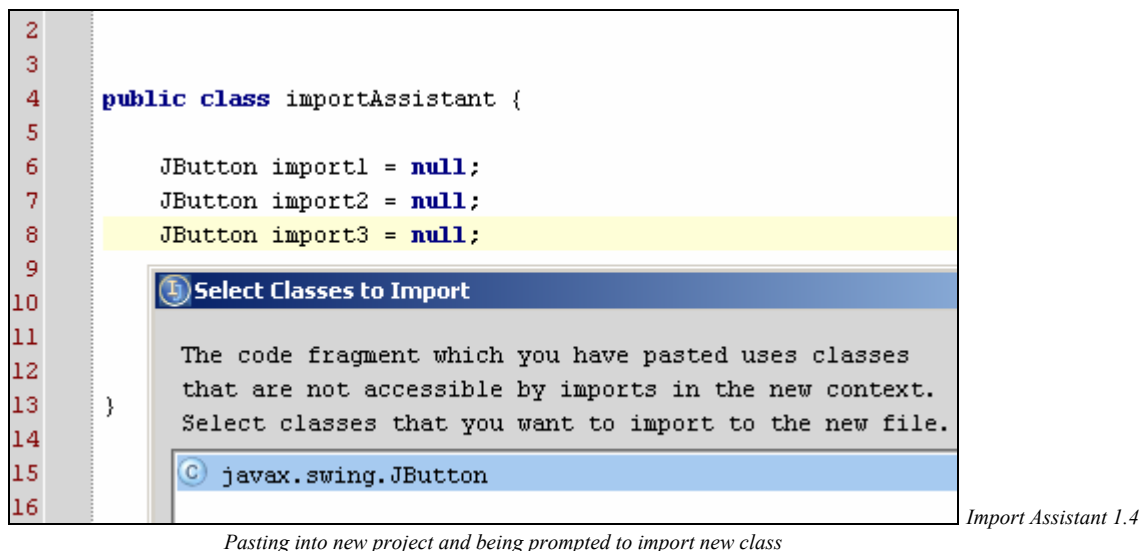 2
3
4 public class importAssistant {
5
6 JButton import1 = null;
7 JButton import2 = null;
8 JButton import3 = null;
9
10
11
12
13 }
14
15
16
Select Classes to Import
The code fragment which you have pasted uses classes
that are not accessible by imports in the new context.
Select classes that you want to import to the new file.
C javax.swing.JButton
Import Assistant 1.4
Pasting into new project and being prompted to import new class